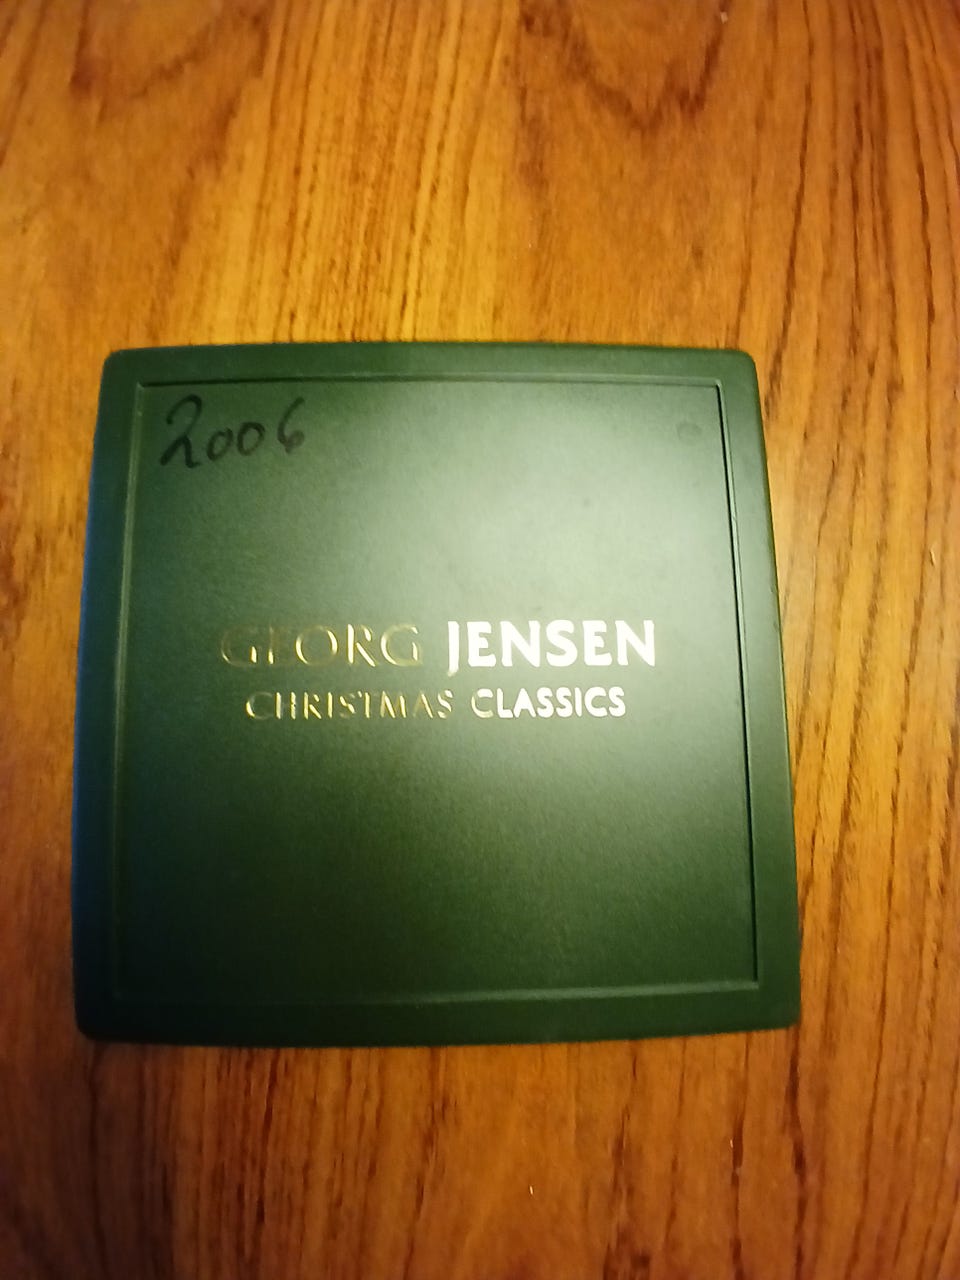 2006
GEORG JENSEN
CHRISTMAS CLASSICS